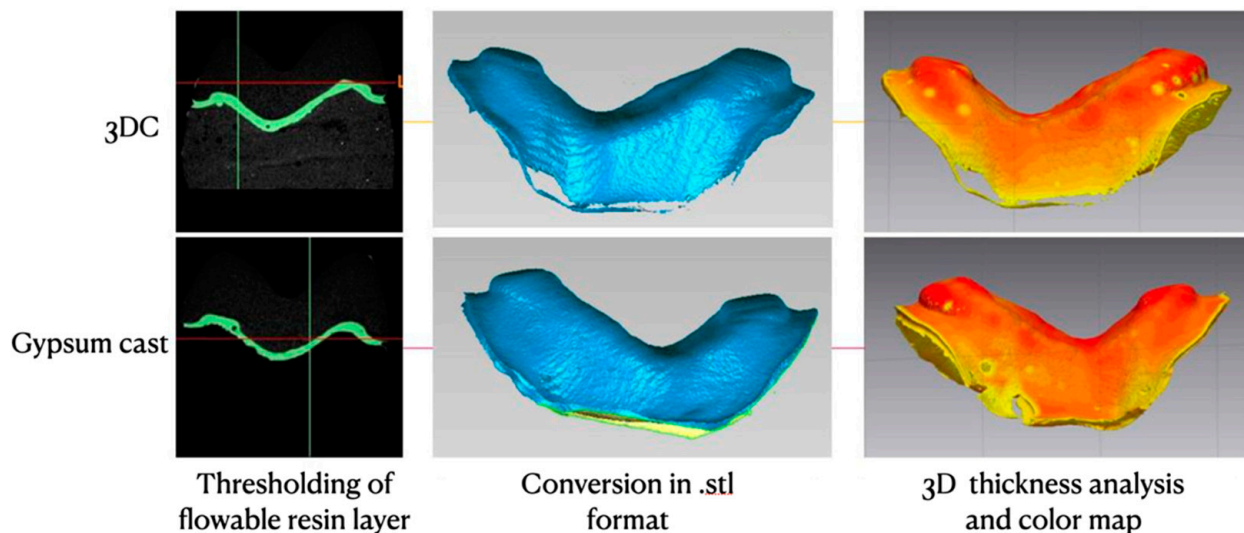 3DC
Gypsum cast
Thresholding of
flowable resin layer
Conversion in .stl
format
3D thickness analysis
and color map